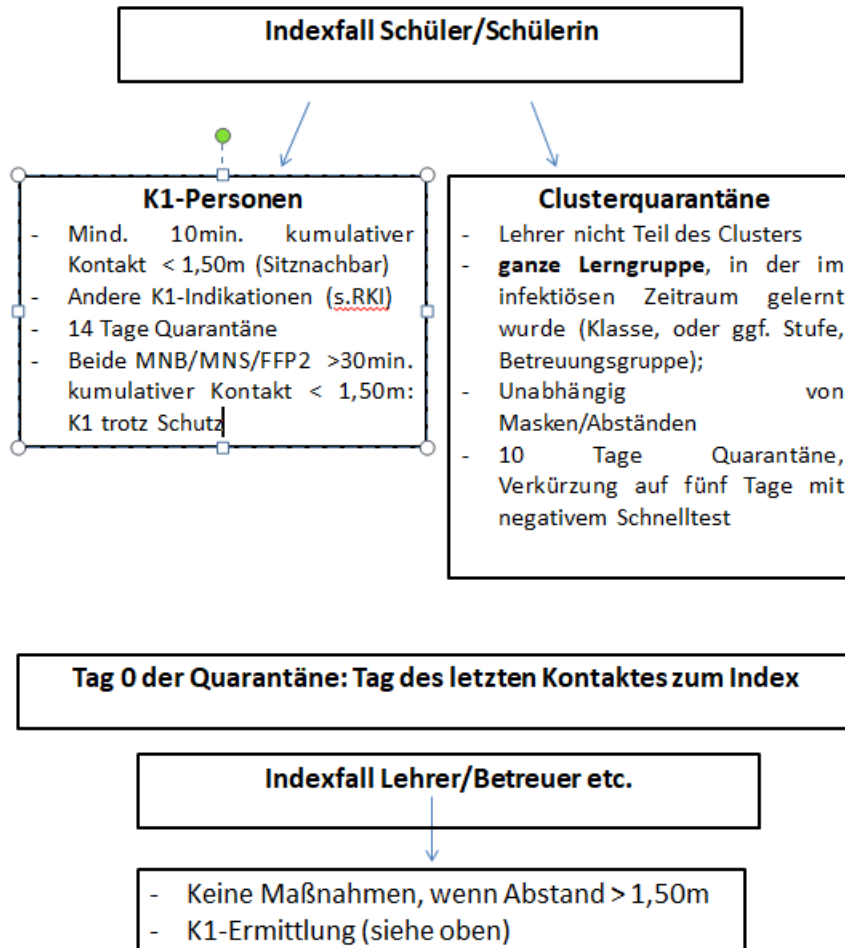 Indexfall Schüler/Schülerin
K1-Personen
- Mind. 10min. kumulativer
Kontakt < 1,50m (Sitznachbar)
- Andere K1-Indikationen (s.RKI)
- 14 Tage Quarantäne
- Beide MNB/MNS/FFP2 >30min.
kumulativer Kontakt < 1,50m:
K1 trotz Schutz
Clusterquarantäne
- Lehrer nicht Teil des Clusters
- ganze Lerngruppe, in der im
infektiösen Zeitraum gelernt
wurde (Klasse, oder ggf. Stufe,
Betreuungsgruppe);
- Unabhängig von
Masken/Abständen
- 10 Tage Quarantäne,
Verkürzung auf fünf Tage mit
negativem Schnelltest
Tag 0 der Quarantäne: Tag des letzten Kontaktes zum Index
Indexfall Lehrer/Betreuer etc.
- Keine Maßnahmen, wenn Abstand > 1,50m
- K1-Ermittlung (siehe oben)